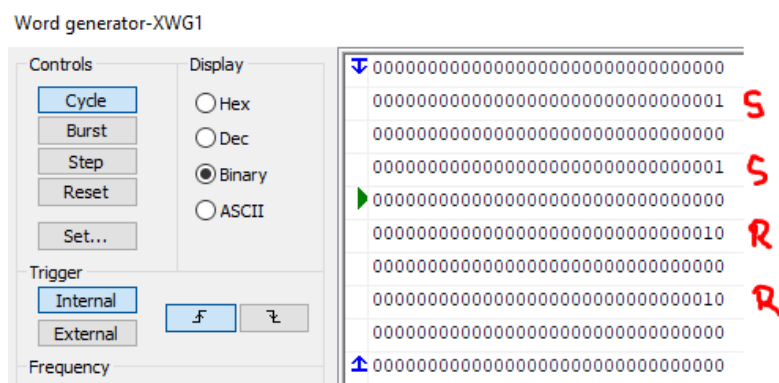 Word generator-XWG1
Controls
Cycle
Burst
Step
Reset
Set...
Display
Hex
Dec
Binary
ASCII
Trigger
Internal
External
Frequency
00000000000000000000000000000000
00000000000000000000000000000001 S
00000000000000000000000000000000
00000000000000000000000000000001 S
00000000000000000000000000000000
00000000000000000000000000000010 R
00000000000000000000000000000000
00000000000000000000000000000010 R
00000000000000000000000000000000
00000000000000000000000000000000